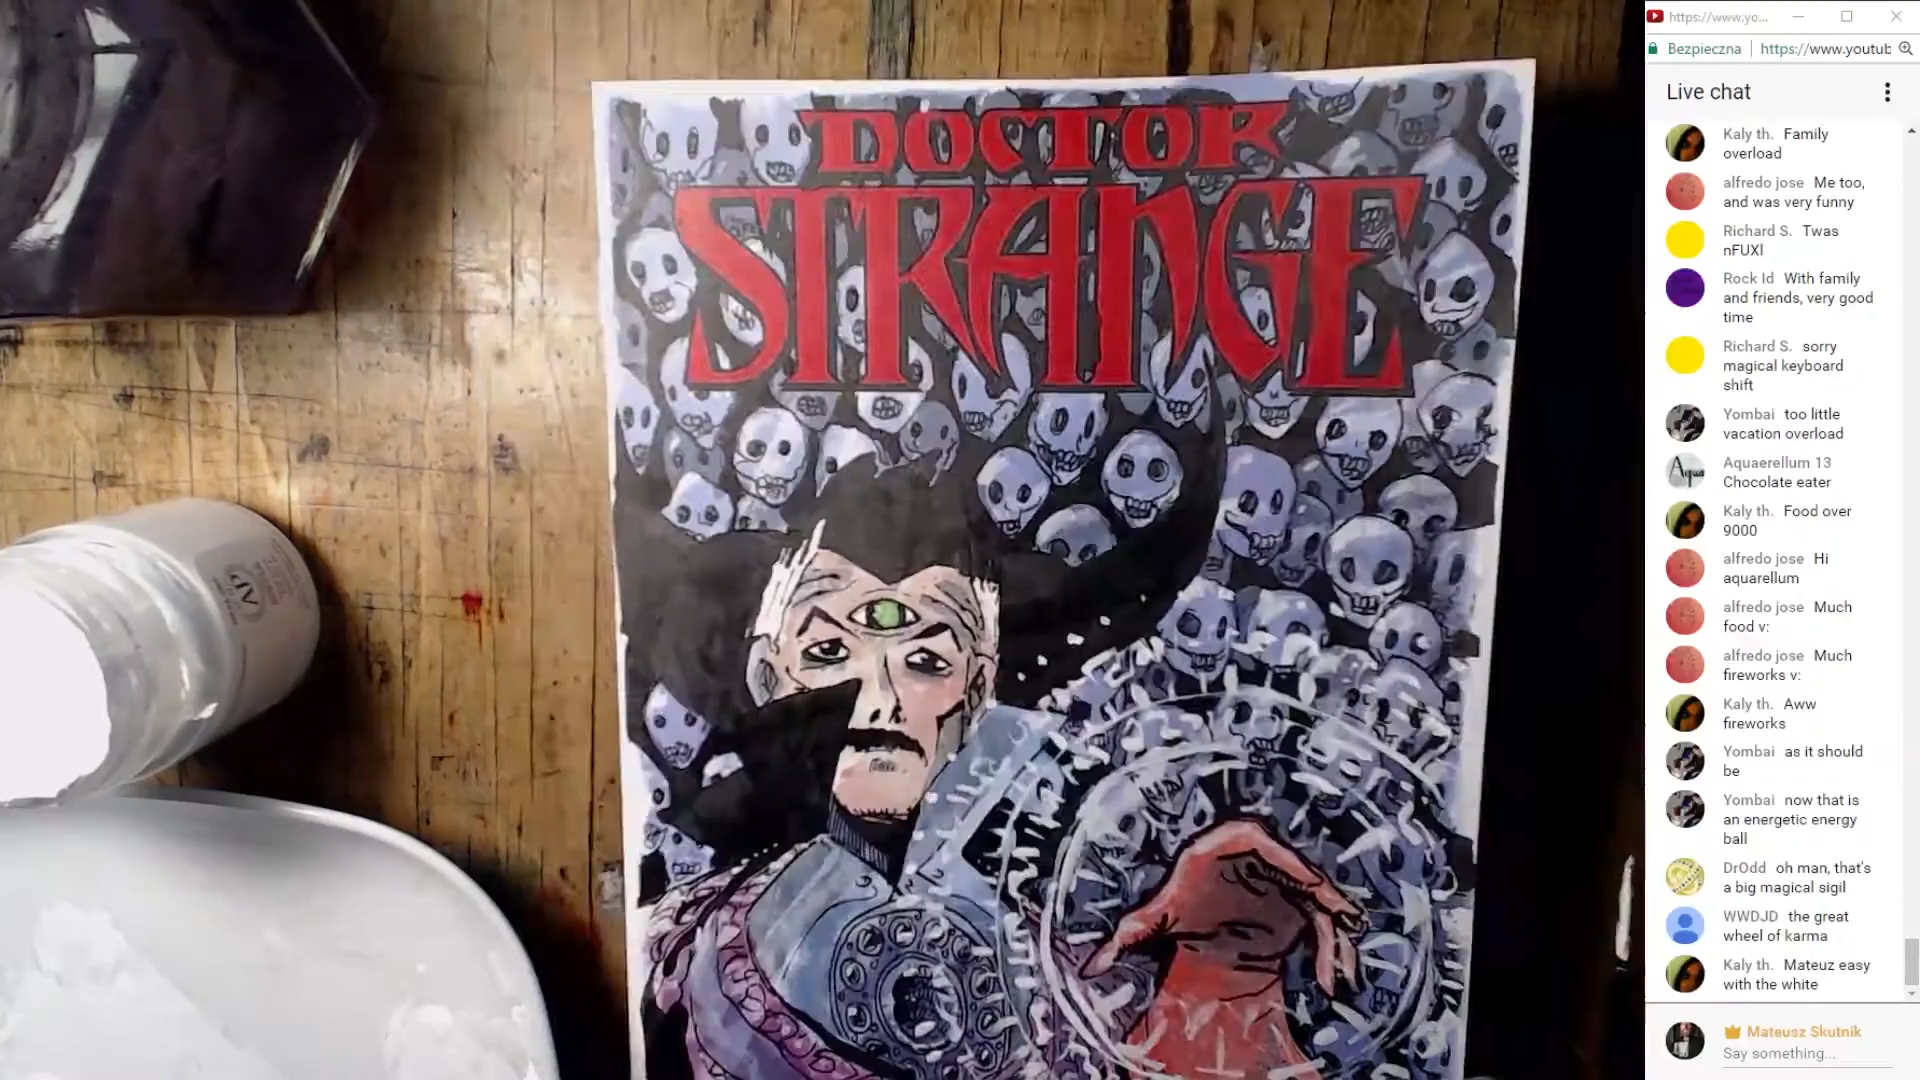 DOCTOR
STRANGE
https://www.yo...
Bezpieczna
https://www.youtub
Live chat
Kaly th. Family
overload
alfredo jose Me too,
and was very funny
Richard S. Twas
nFUXl
Rock Id With family
and friends, very good
time
Richard S. sorry
magical keyboard
shift
Yombai too little
vacation overload
Aquaerellum 13
Chocolate eater
Kaly th. Food over
9000
alfredo jose Hi
aquarellum
alfredo jose Much
food v:
alfredo jose Much
fireworks v:
Kaly th. Aww
fireworks
Yombai as it should
be
Yombai now that is
an energetic energy
ball
DrOdd oh man, that's
a big magical sigil
WWDJD the great
wheel of karma
Kaly th. Mateuz easy
with the white
Mateusz Skutnik
Say something...